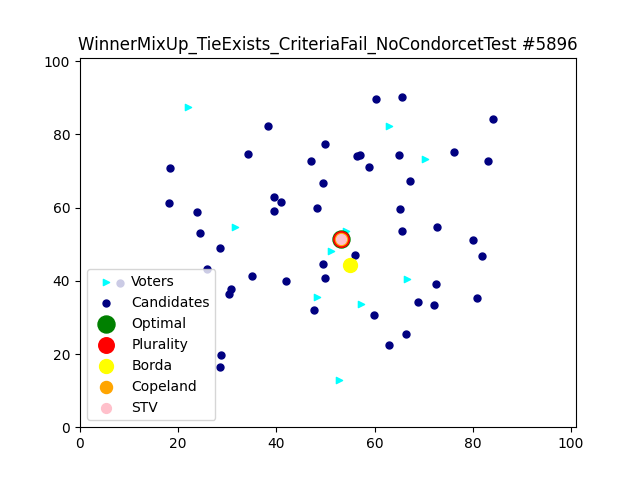 WinnerMixUp_TieExists_CriteriaFail_NoCondorcetTest #5896
100
80
60
40
20
0
Voters
Candidates
Optimal
Plurality
Borda
Copeland
STV
0 20 40 60 80 100